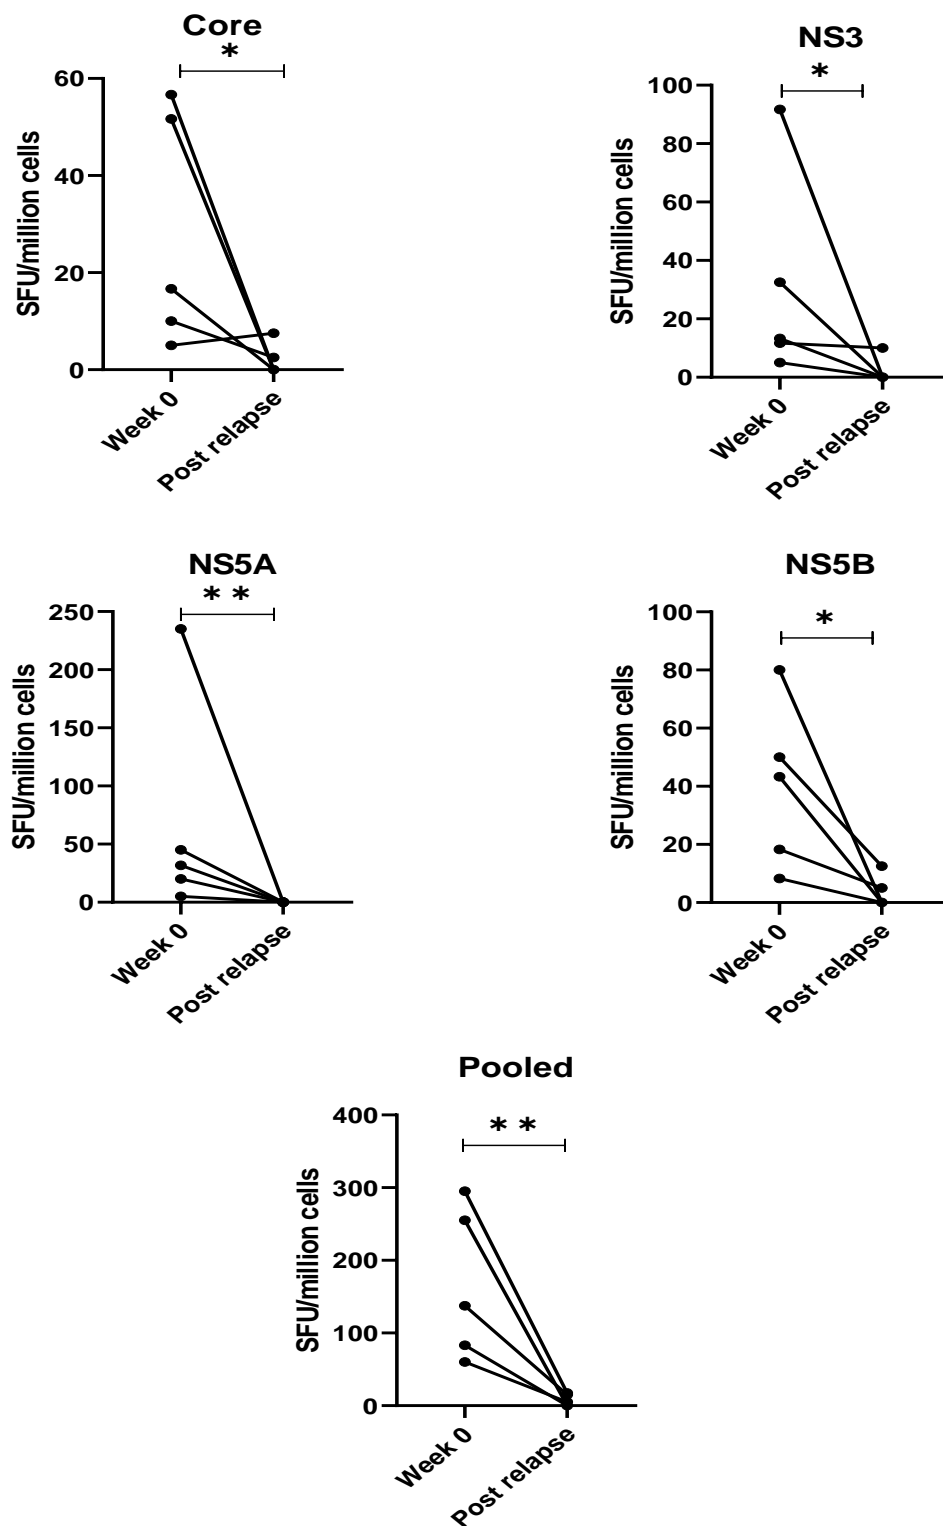 Core
*
SFU/million cells
60
40
20
0
Week 0
Post relapse
NS3
*
SFU/million cells
100
80
60
40
20
0
Week 0
Post relapse
NS5A
* *
SFU/million cells
250
200
150
100
50
0
Week 0
Post relapse
NS5B
*
SFU/million cells
100
80
60
40
20
0
Week 0
Post relapse
Pooled
* *
SFU/million cells
400
300
200
100
0
Week 0
Post relapse